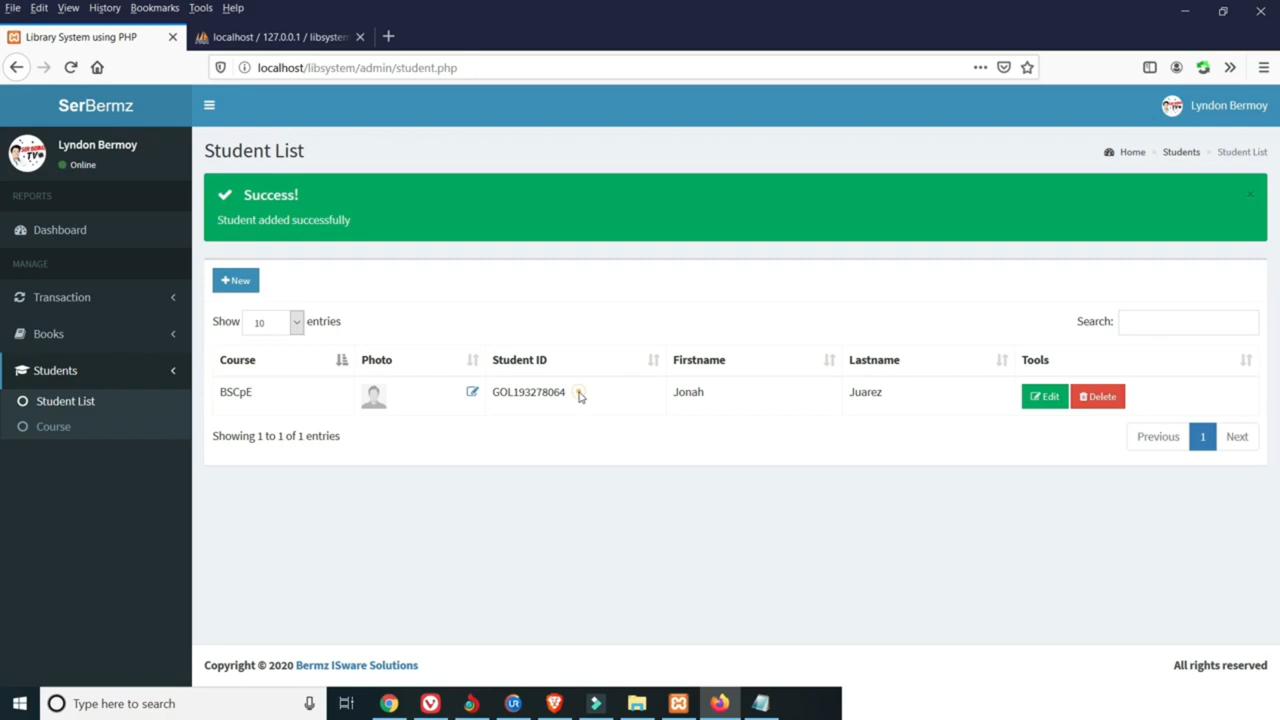 File Edit View History Bookmarks Tools Help
Library System using PHP
localhost / 127.0.0.1 / libsystem
localhost/libsystem/admin/student.php
SerBermz
Lyndon Bermoy
Lyndon Bermoy
Online
Student List
Home Students Student List
REPORTS
Success!
Student added successfully
Dashboard
MANAGE
Transaction
Books
Students
Student List
Course
New
Show 10 entries
Search:
Course Photo Student ID Firstname Lastname Tools
BSCpE GOL193278064 Jonah Juarez Edit Delete
Showing 1 to 1 of 1 entries
Previous 1 Next
Copyright © 2020 Bermz ISware Solutions
All rights reserved
Type here to search